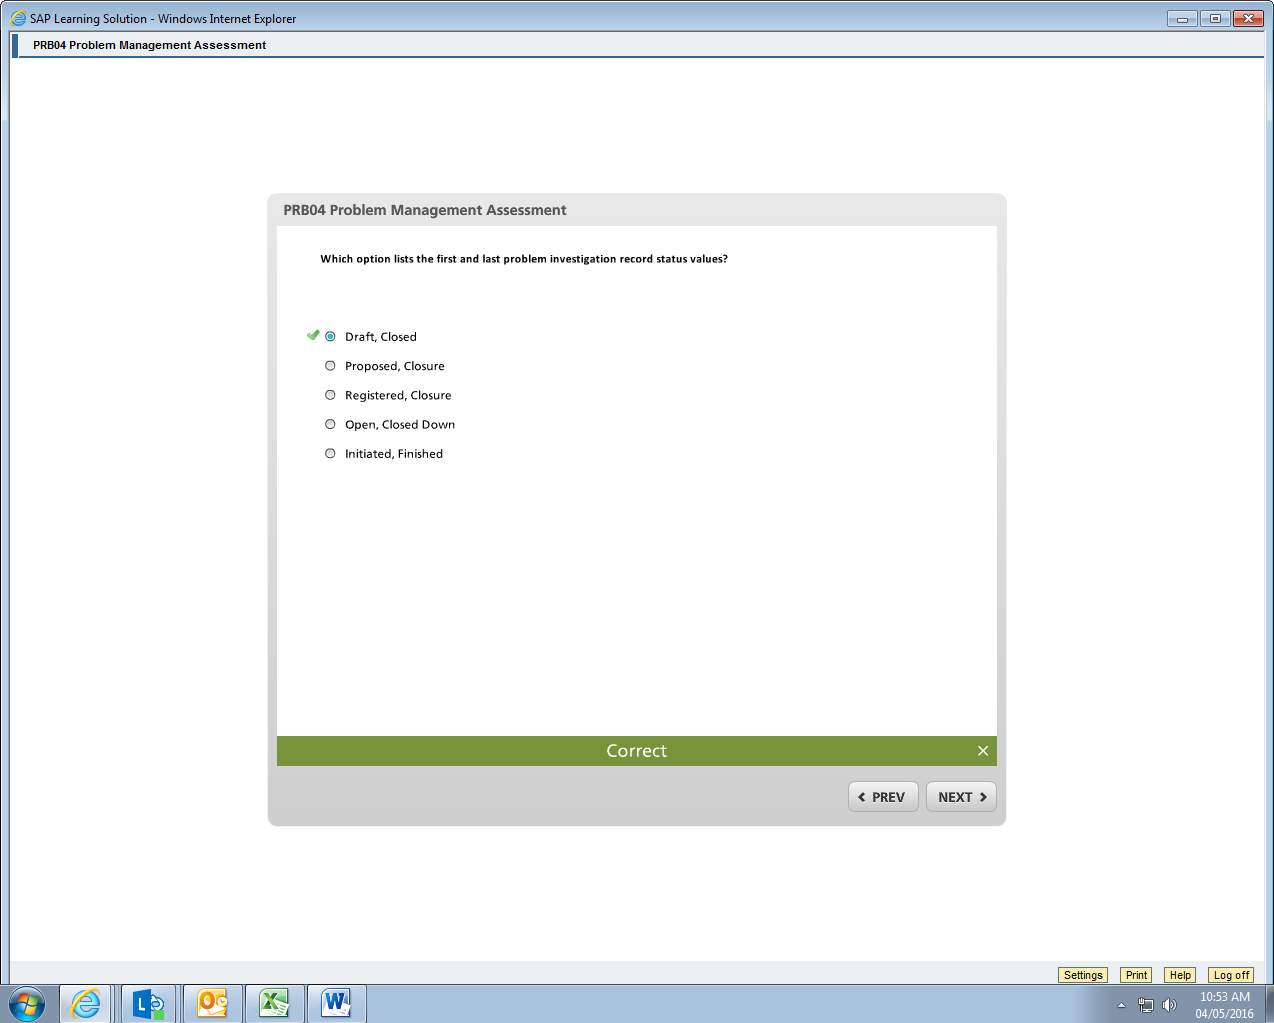 SAP Learning Solution - Windows Internet Explorer
PRB04 Problem Management Assessment
PRB04 Problem Management Assessment
Which option lists the first and last problem investigation record status values?
Draft, Closed
Proposed, Closure
Registered, Closure
Open, Closed Down
Initiated, Finished
Correct
PREV NEXT
Settings Print Help Log off
10:53 AM
04/05/2016